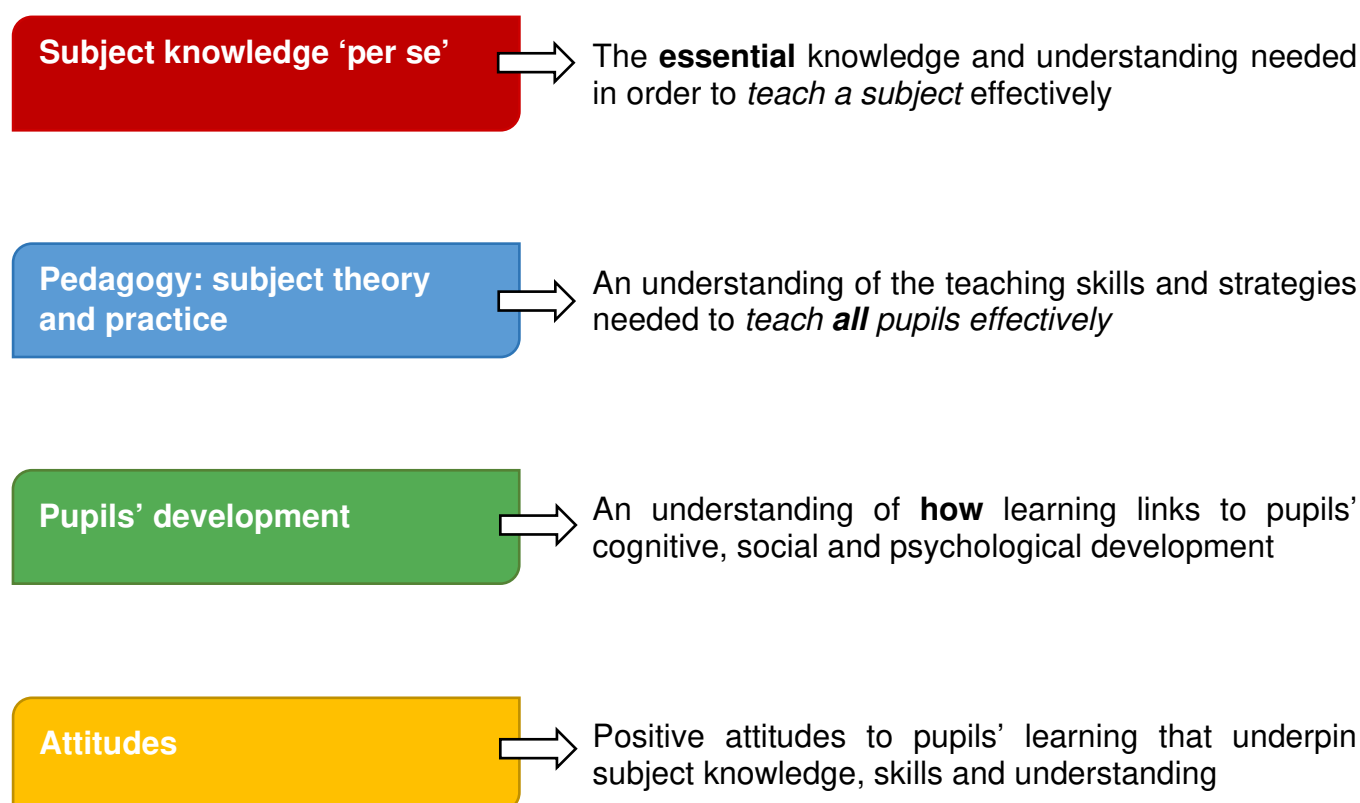 Subject knowledge ‘per se’
The essential knowledge and understanding needed
in order to teach a subject effectively
Pedagogy: subject theory
and practice
An understanding of the teaching skills and strategies
needed to teach all pupils effectively
Pupils’ development
An understanding of how learning links to pupils’
cognitive, social and psychological development
Attitudes
Positive attitudes to pupils’ learning that underpin
subject knowledge, skills and understanding